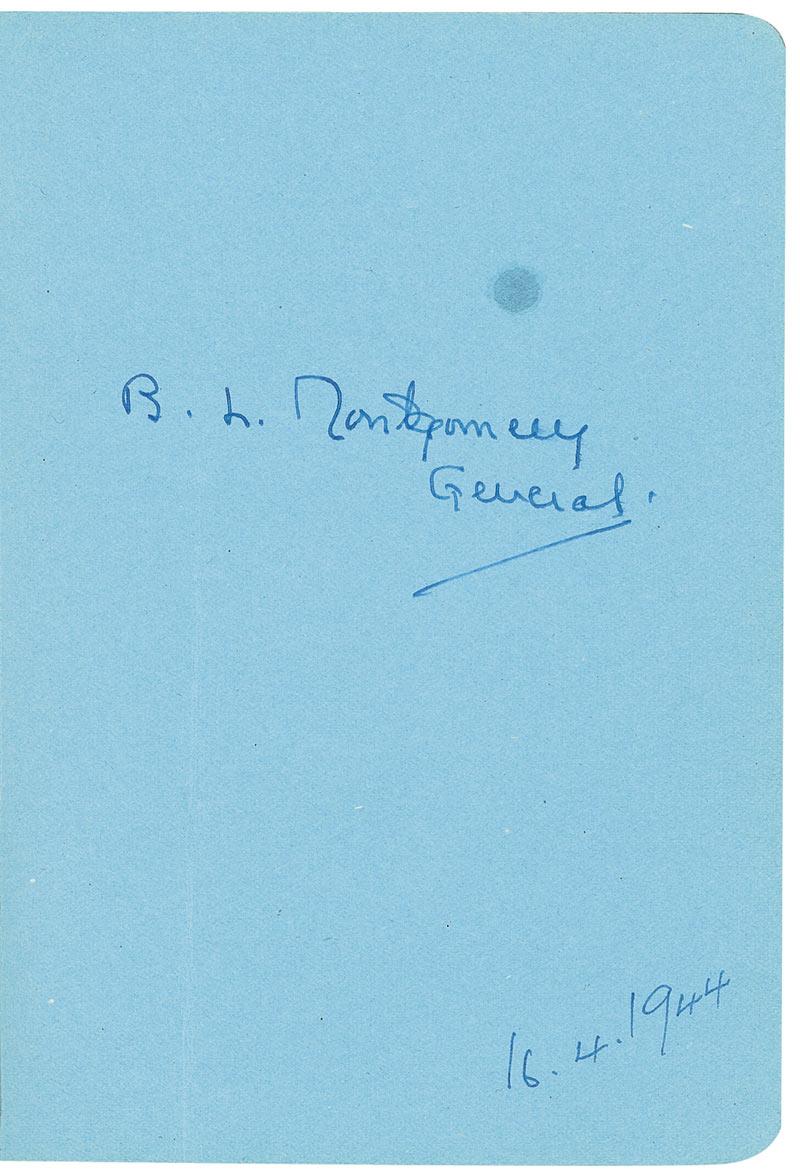 B. L. Montgomery
General.
16.4.1944